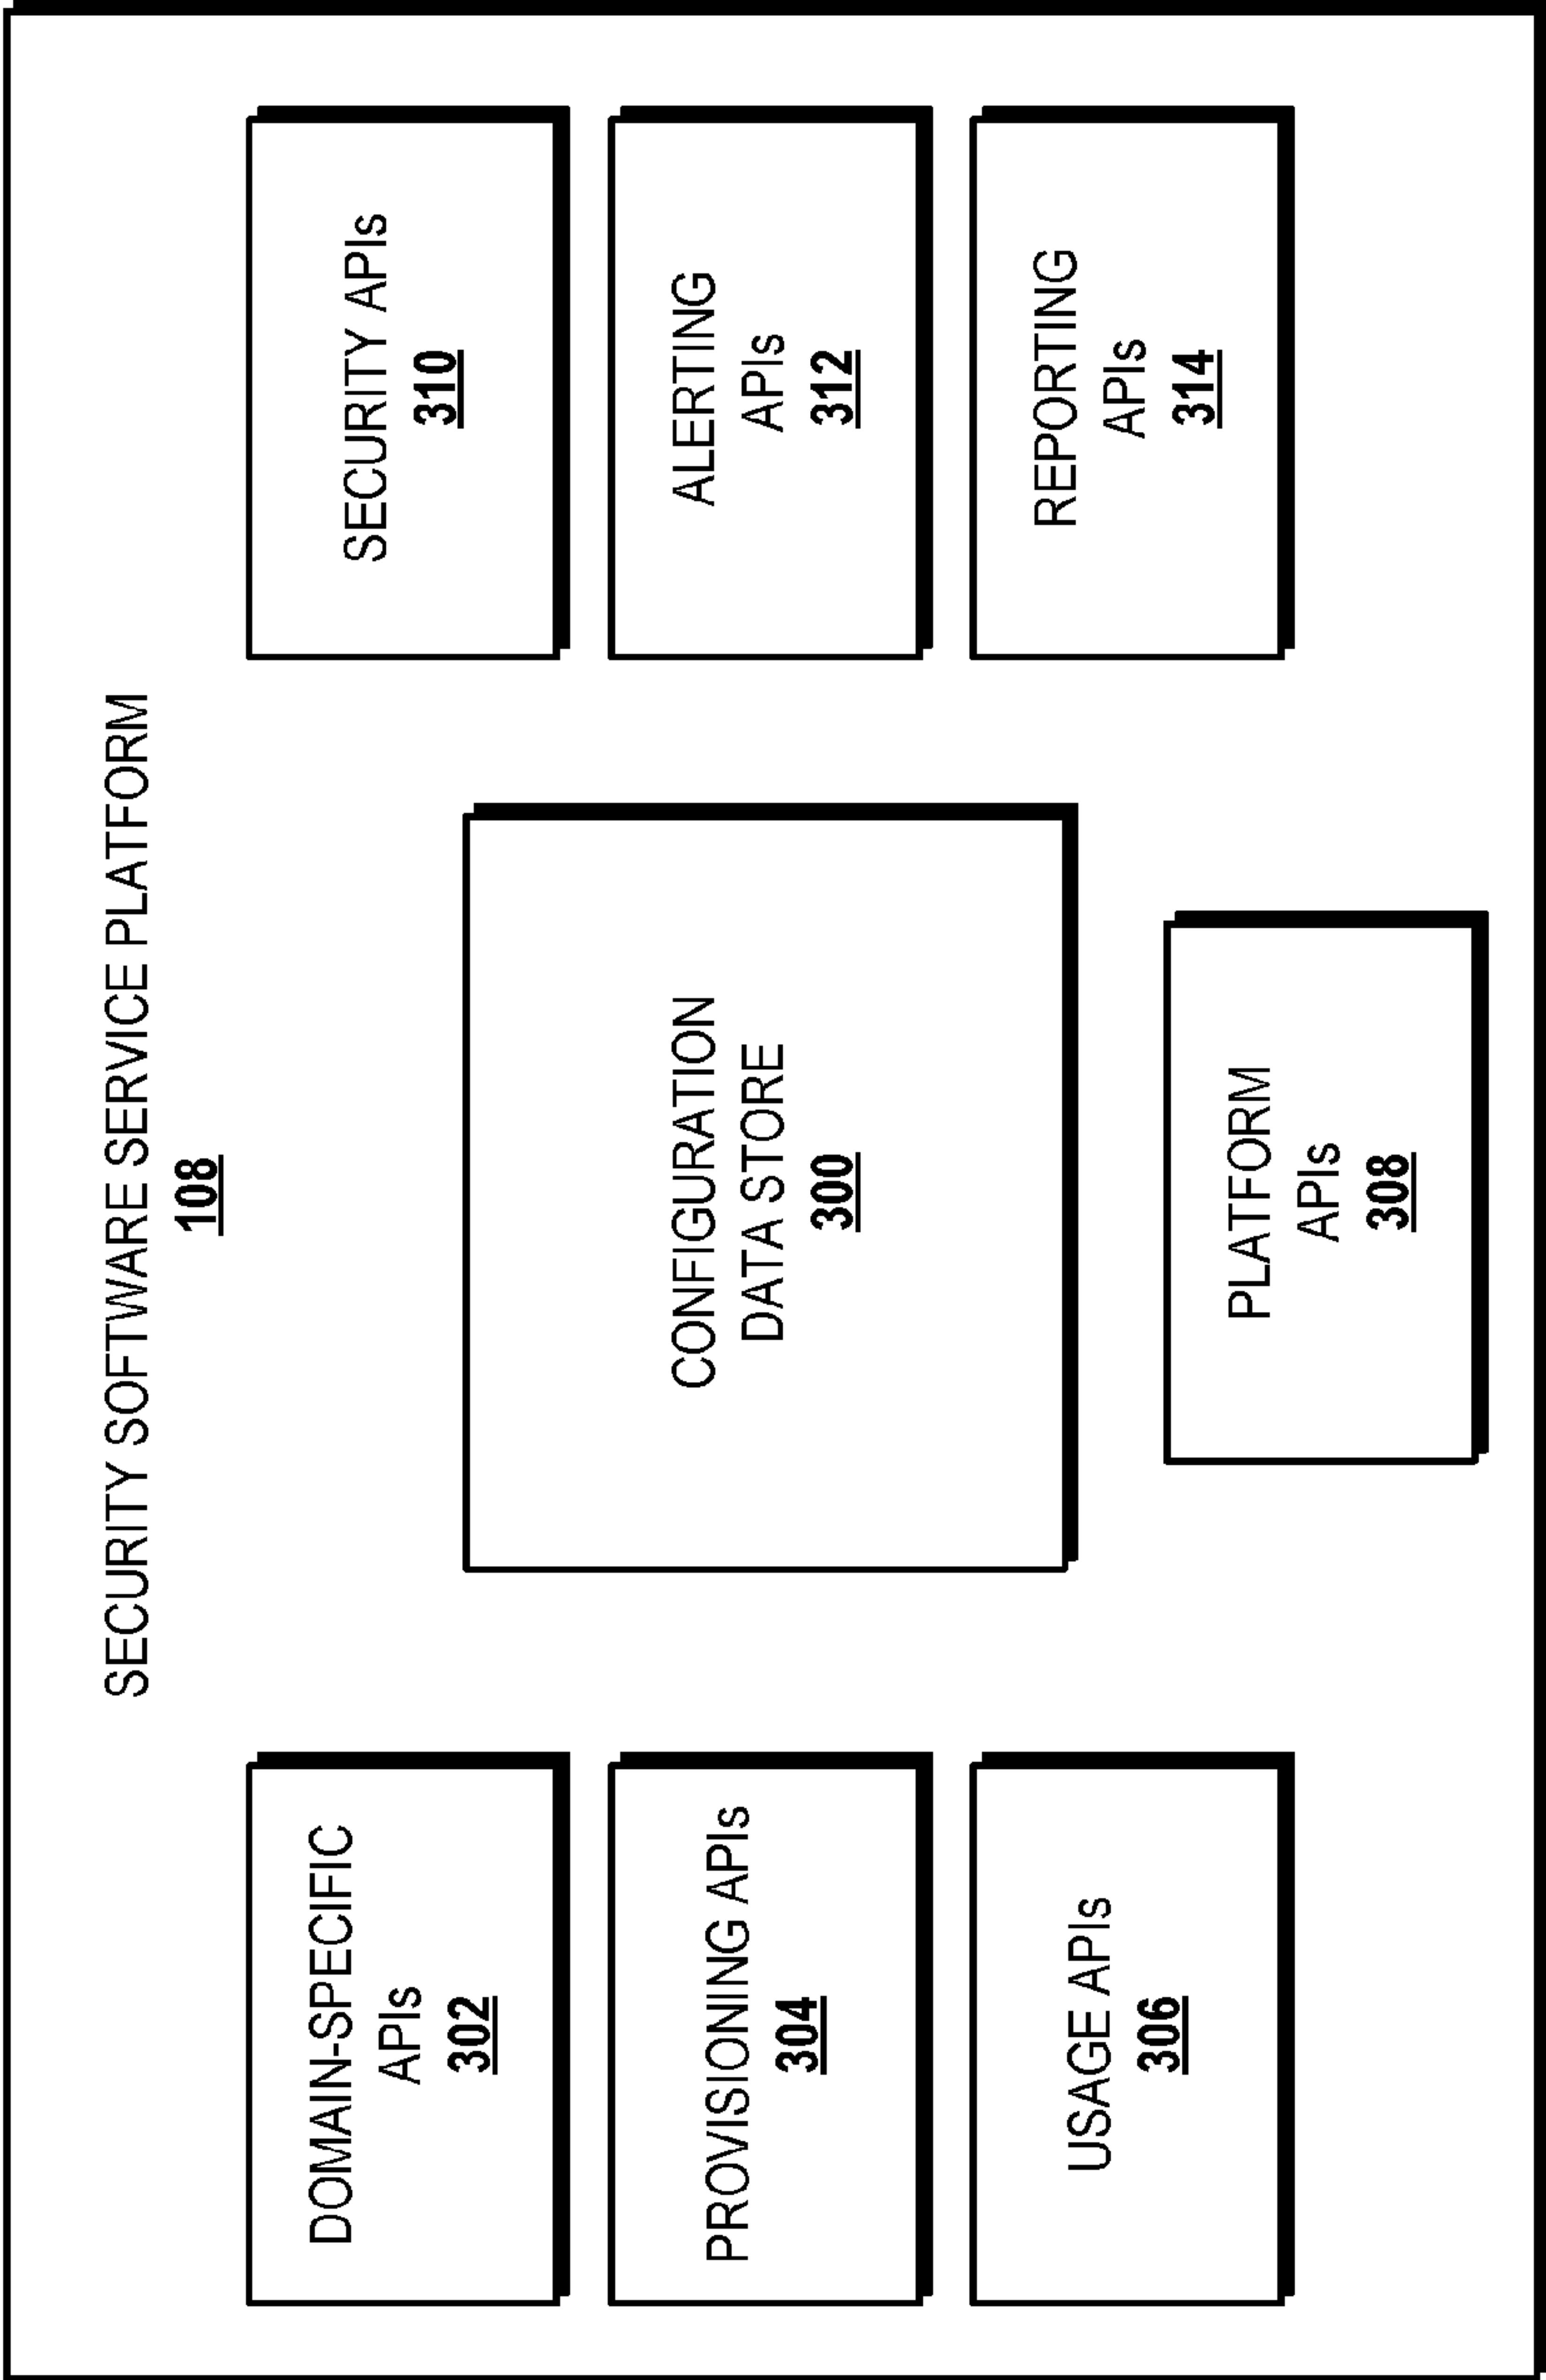 SECURITY SOFTWARE SERVICE PLATFORM
108
DOMAIN-SPECIFIC
APIs
302
PROVISIONING APIs
304
USAGE APIs
306
CONFIGURATION
DATA STORE
300
PLATFORM
APIs
308
SECURITY APIs
310
ALERTING
APIs
312
REPORTING
APIs
314